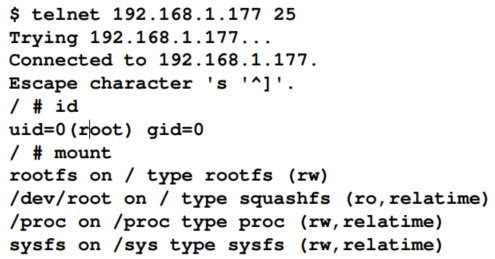 $ telnet 192.168.1.177 25
Trying 192.168.1.177...
Connected to 192.168.1.177.
Escape character 's '^]'.
/ # id
uid=0(root) gid=0
/ # mount
rootfs on / type rootfs (rw)
/dev/root on / type squashfs (ro,relatime)
/proc on /proc type proc (rw,relatime)
sysfs on /sys type sysfs (rw,relatime)